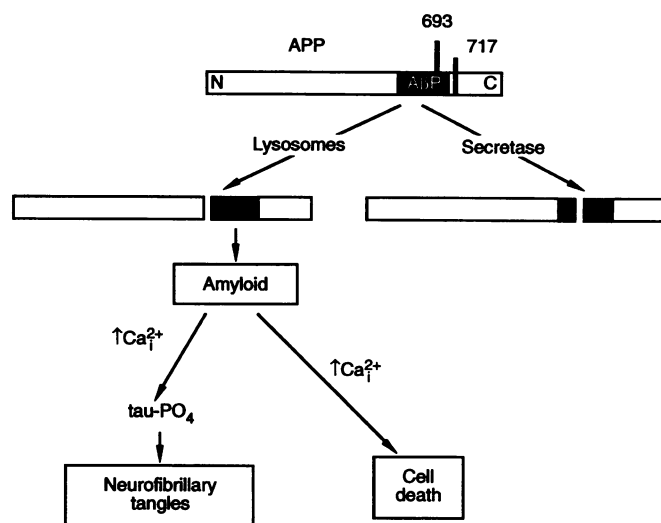 693
APP
717
N
AβP
C
Lysosomes
Secretase
Amyloid
↑Ca²⁺ᵢ
↑Ca²⁺ᵢ
tau-PO₄
Neurofibrillary
tangles
Cell
death